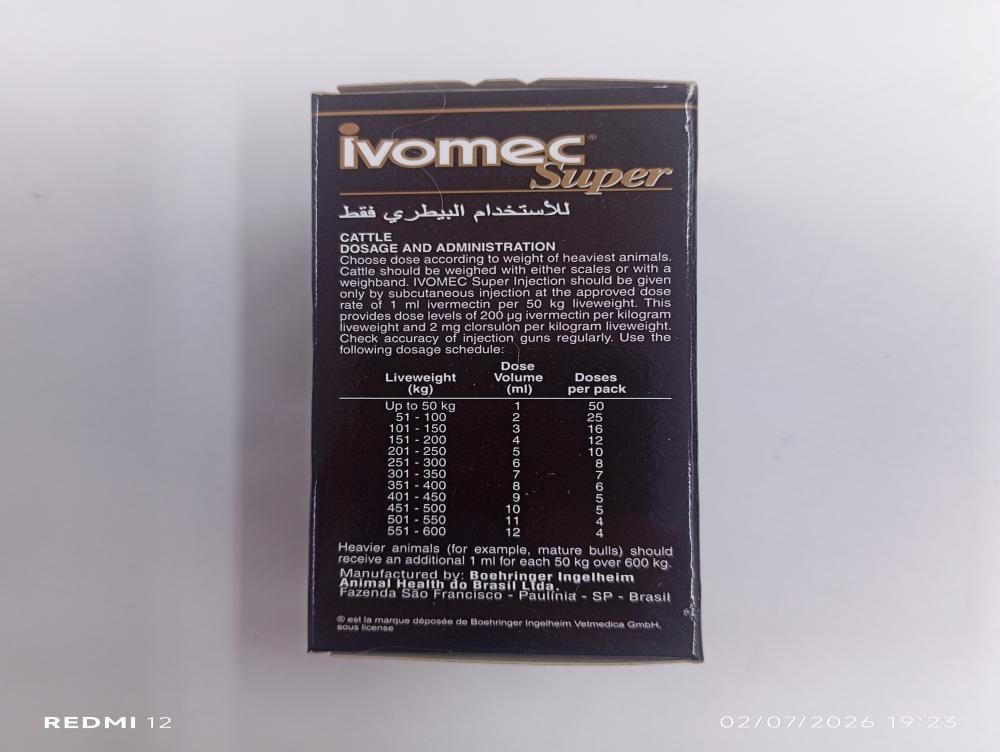 ivomec®
Super
للأستخدام البيطري فقط
CATTLE
DOSAGE AND ADMINISTRATION
Choose dose according to weight of heaviest animals.
Cattle should be weighed with either scales or with a
weighband. IVOMEC Super Injection should be given
only by subcutaneous injection at the approved dose
rate of 1 ml ivermectin per 50 kg liveweight. This
provides dose levels of 200 µg ivermectin per kilogram
liveweight and 2 mg clorsulon per kilogram liveweight.
Check accuracy of injection guns regularly. Use the
following dosage schedule:
Liveweight (kg) Dose Volume (ml) Doses per pack
Up to 50 kg 1 50
51 - 100 2 25
101 - 150 3 16
151 - 200 4 12
201 - 250 5 10
251 - 300 6 8
301 - 350 7 7
351 - 400 8 6
401 - 450 9 5
451 - 500 10 5
501 - 550 11 4
551 - 600 12 4
Heavier animals (for example, mature bulls) should
receive an additional 1 ml for each 50 kg over 600 kg.
Manufactured by: Boehringer Ingelheim
Animal Health do Brasil Ltda.
Fazenda São Francisco - Paulínia - SP - Brasil
® est la marque déposée de Boehringer Ingelheim Vetmedica GmbH,
sous license
REDMI 12
02/07/2026 19:23